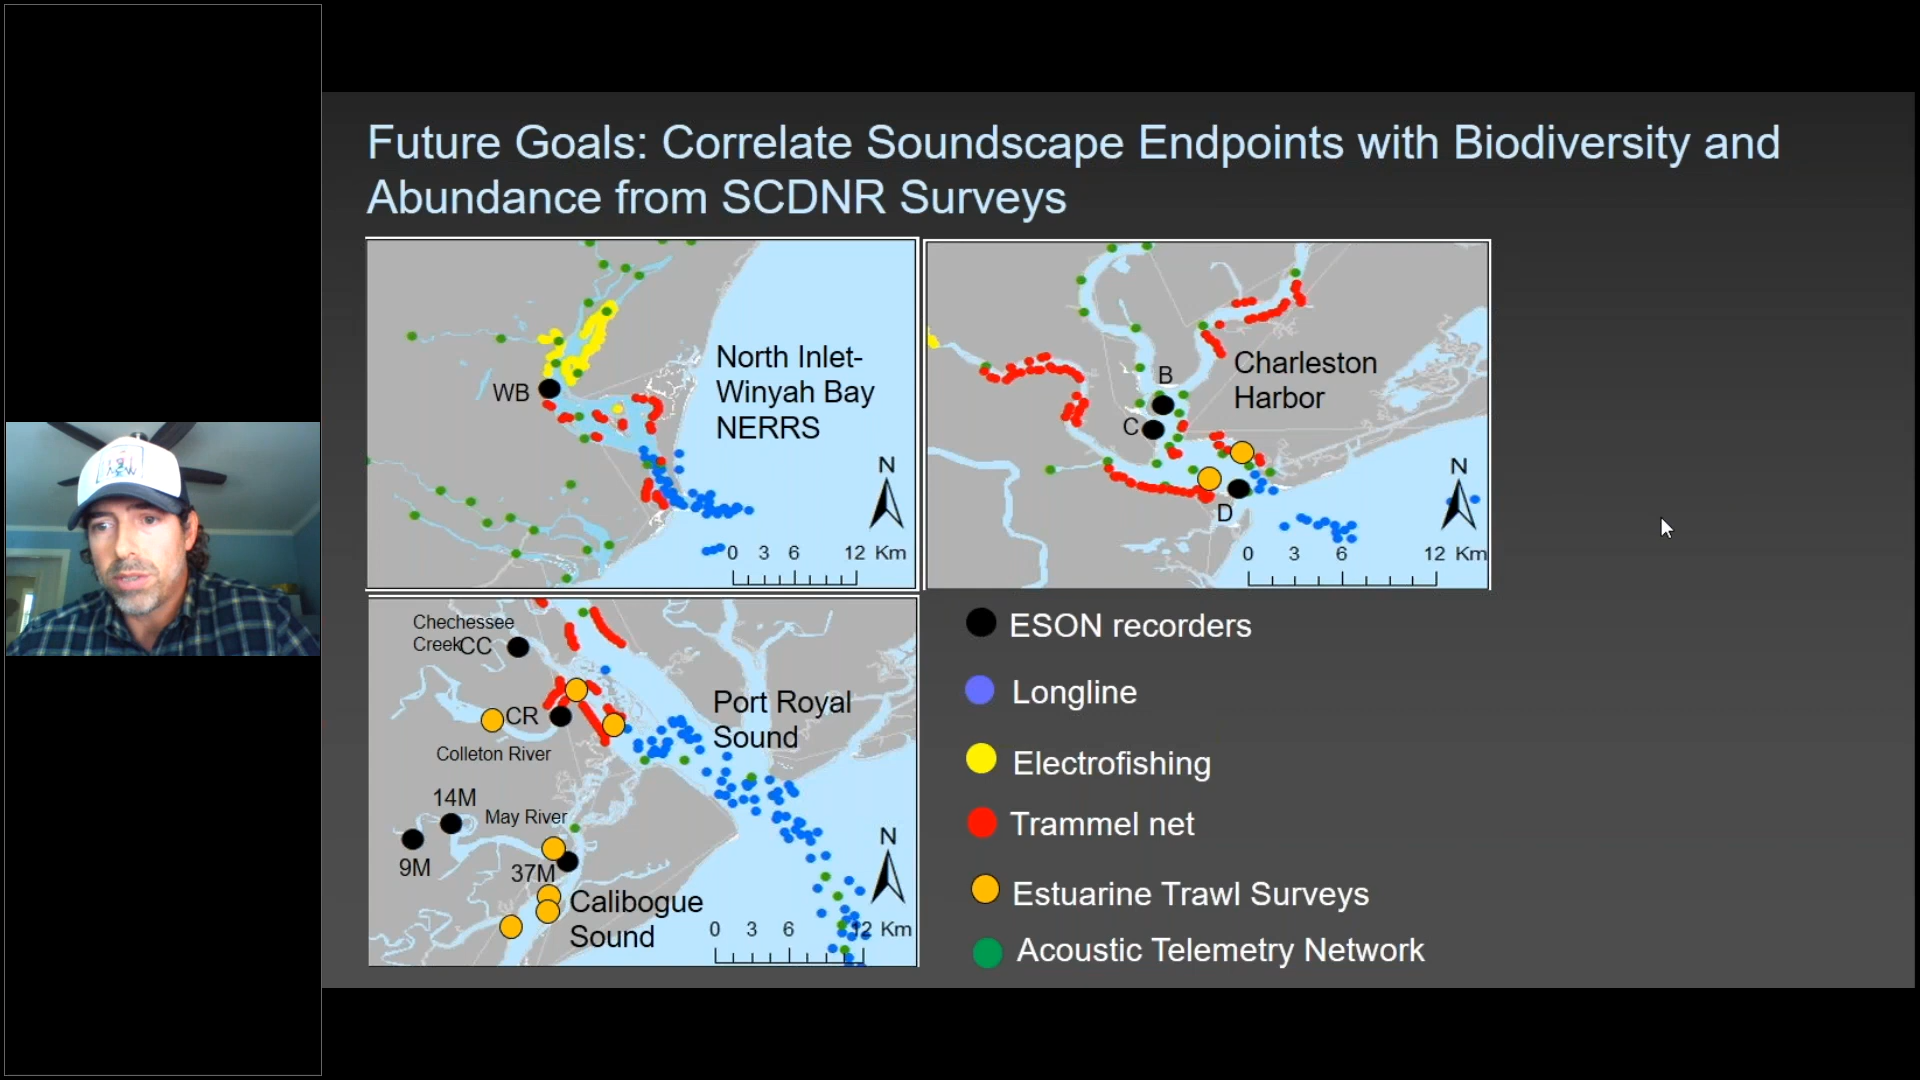 Future Goals: Correlate Soundscape Endpoints with Biodiversity and
Abundance from SCDNR Surveys
WB
North Inlet-
Winyah Bay
NERRS
N
0 3 6 12 Km
B
C
D
Charleston
Harbor
N
0 3 6 12 Km
Chechessee
Creek
CC
CR
Colleton River
14M
9M
May River
37M
Port Royal
Sound
Calibogue
Sound
N
0 3 6 12 Km
ESON recorders
Longline
Electrofishing
Trammel net
Estuarine Trawl Surveys
Acoustic Telemetry Network